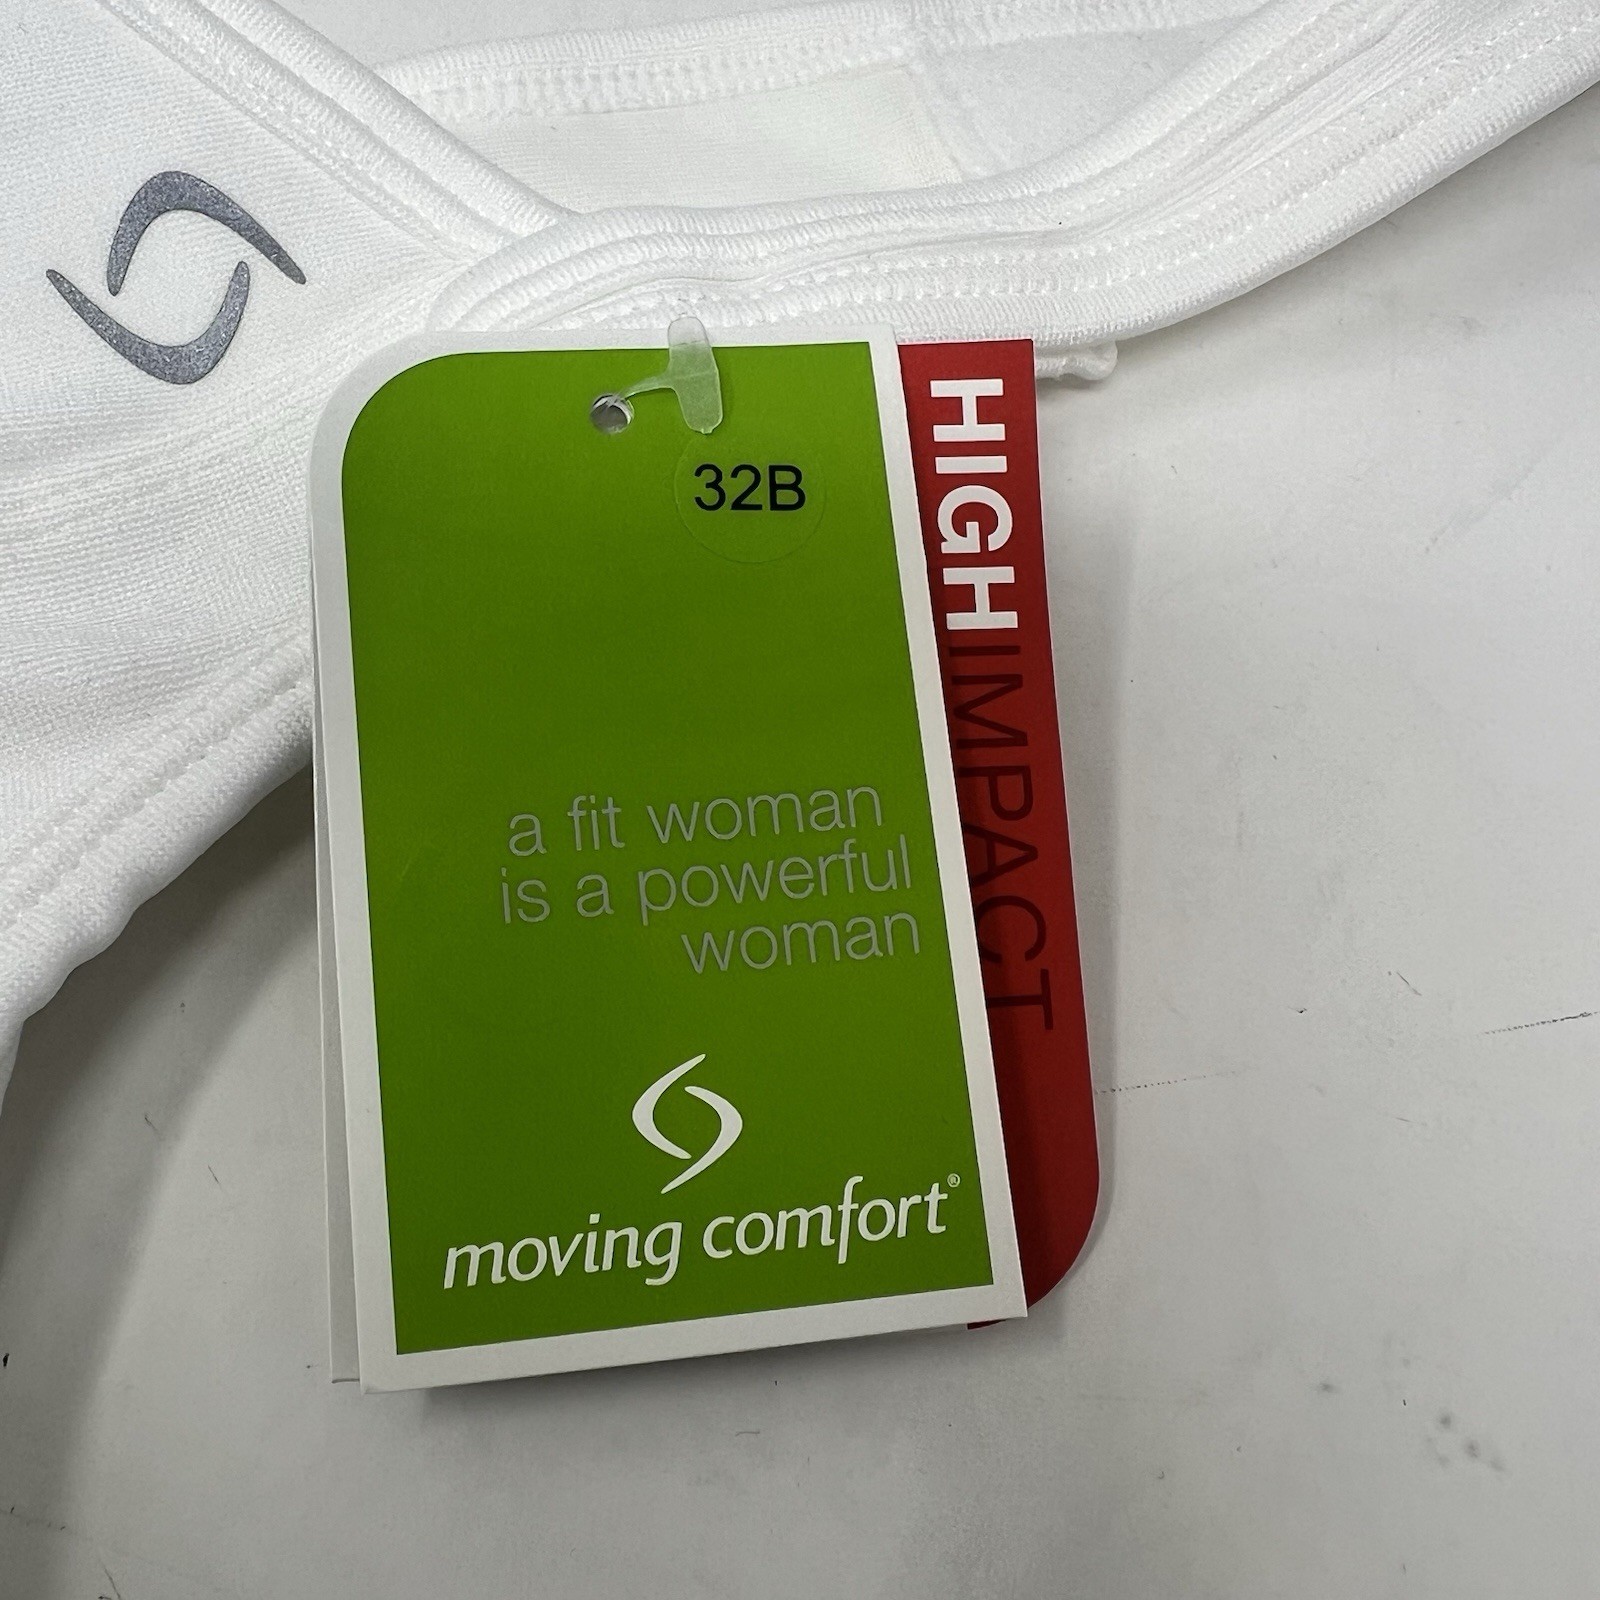 32B
HIGHIMPACT
a fit woman
is a powerful
woman
moving comfort®